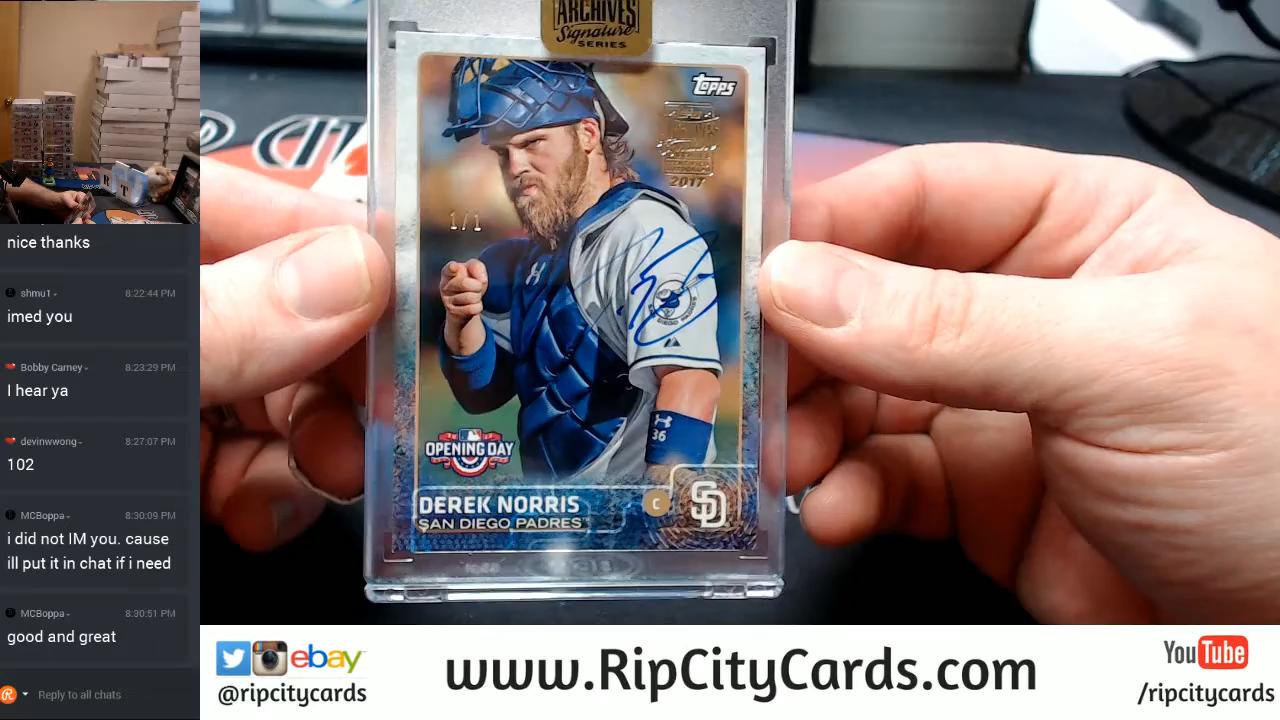 nice thanks
shmu1
8:22:44 PM
imed you
Bobby Carney
8:23:29 PM
I hear ya
devinwwong
8:27:07 PM
102
MCBoppa
8:30:09 PM
i did not IM you. cause
ill put it in chat if i need
MCBoppa
8:30:51 PM
good and great
Reply to all chats
ARCHIVES
Signature
SERIES
Topps
2017
1/1
36
OPENING DAY
DEREK NORRIS
C
SD
SAN DIEGO PADRES
ebay
@ripcitycards
www.RipCityCards.com
YouTube
/ripcitycards